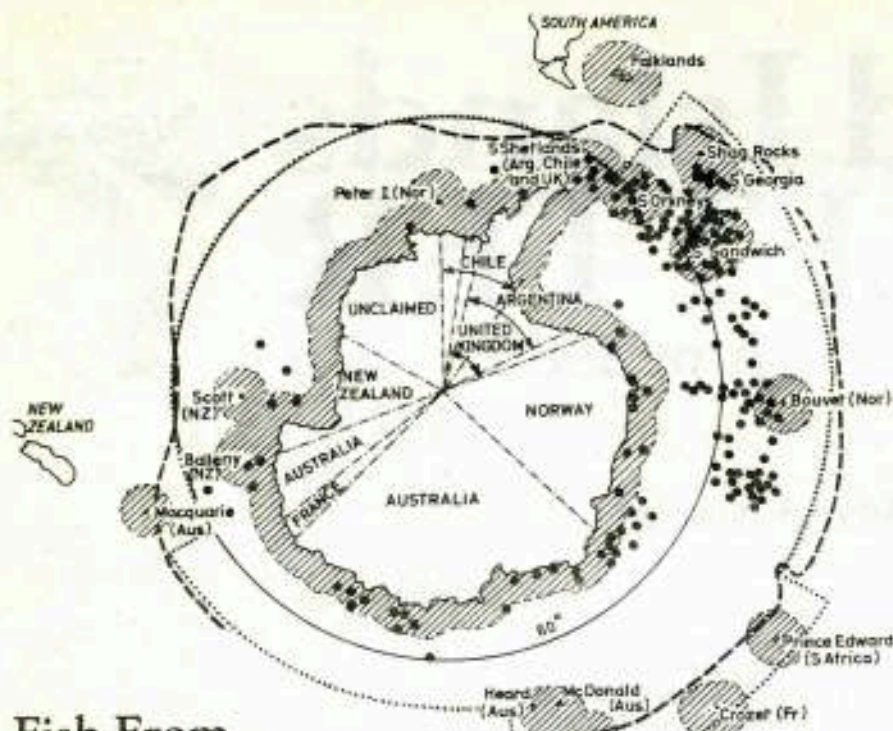 SOUTH AMERICA
Falklands
S Shetlands
(Arg, Chile
and UK)
Shag Rocks
S Georgia
Peter I. (Nor)
S Orkney
S Sandwich
CHILE
ARGENTINA
UNCLAIMED
UNITED
KINGDOM
NEW
ZEALAND
NORWAY
Scott
(NZ)
Bouvet (Nor)
NEW
ZEALAND
Balleny
(NZ)
AUSTRALIA
FRANCE
AUSTRALIA
Macquarie
(Aus)
60°
Prince Edward
(S Africa)
Heard
(Aus)
McDonald
(Aus)
Crozet (Fr)
Fish From